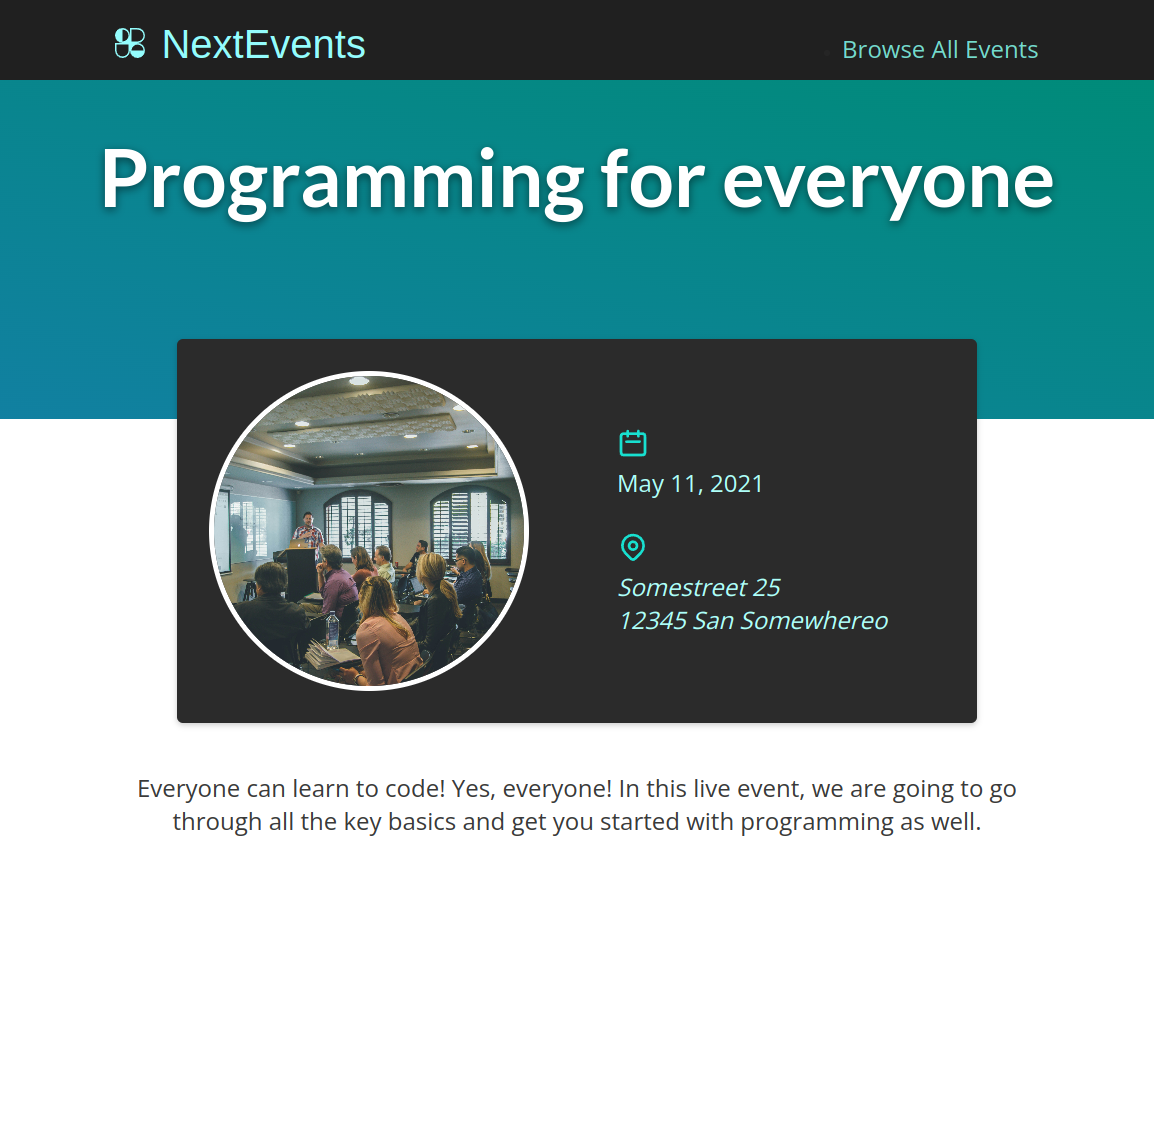 NextEvents
Browse All Events
Programming for everyone
May 11, 2021
Somestreet 25
12345 San Somewhereo
Everyone can learn to code! Yes, everyone! In this live event, we are going to go
through all the key basics and get you started with programming as well.